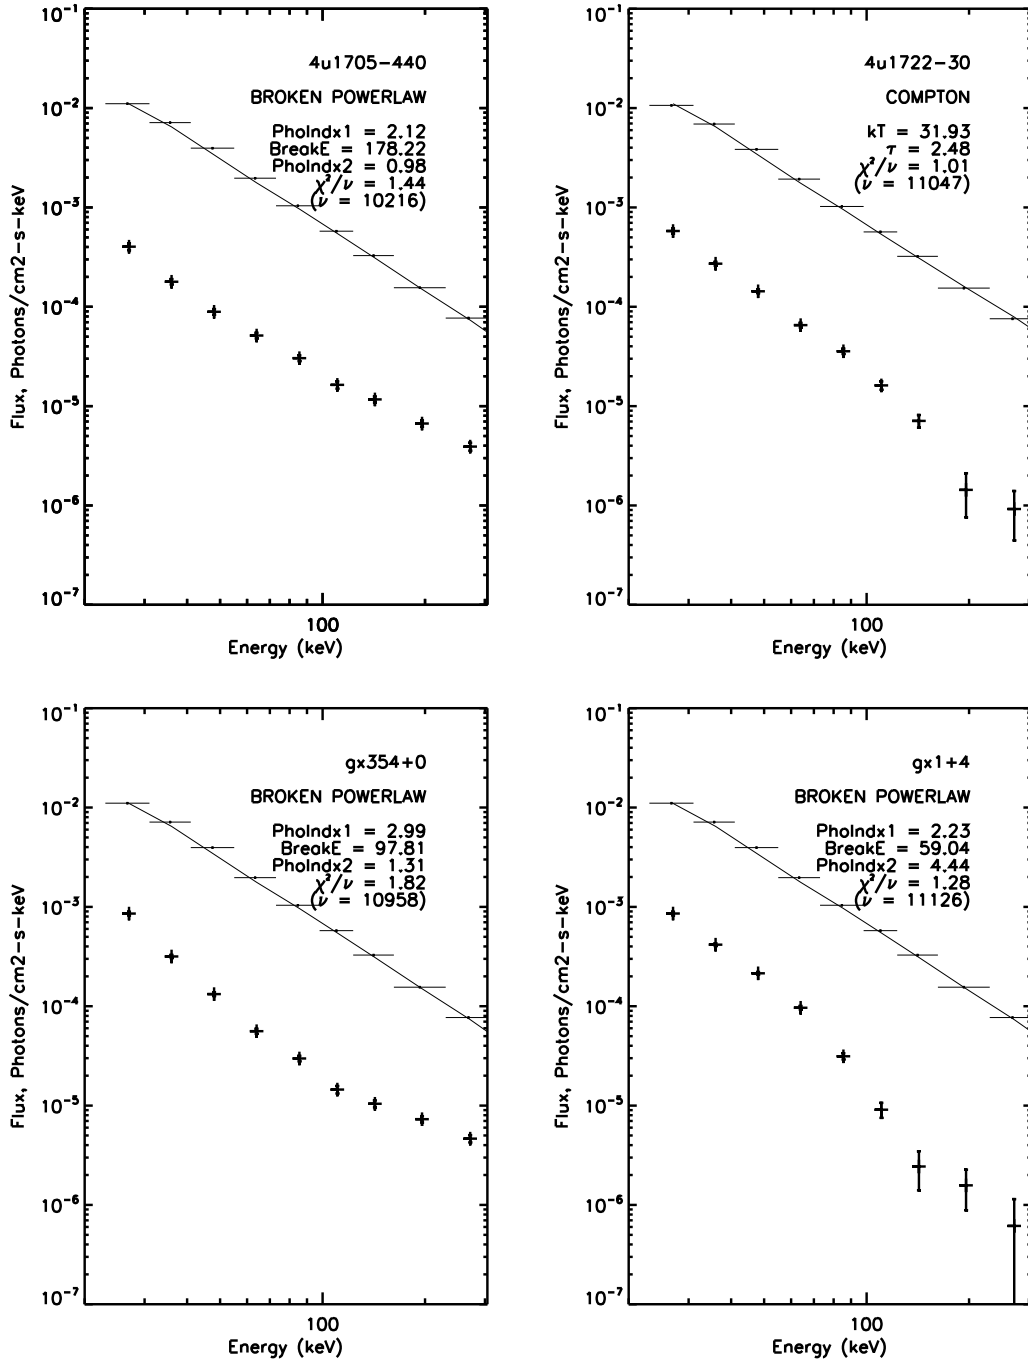 4u1705-440
BROKEN POWERLAW
PhoIndx1 = 2.12
BreakE = 178.22
PhoIndx2 = 0.98
χ²/ν = 1.44
(ν = 10216)
10⁻¹
10⁻²
10⁻³
10⁻⁴
10⁻⁵
10⁻⁶
10⁻⁷
Flux, Photons/cm2-s-keV
100
Energy (keV)
4u1722-30
COMPTON
kT = 31.93
τ = 2.48
χ²/ν = 1.01
(ν = 11047)
10⁻¹
10⁻²
10⁻³
10⁻⁴
10⁻⁵
10⁻⁶
10⁻⁷
Flux, Photons/cm2-s-keV
100
Energy (keV)
gx354+0
BROKEN POWERLAW
PhoIndx1 = 2.99
BreakE = 97.81
PhoIndx2 = 1.31
χ²/ν = 1.82
(ν = 10958)
10⁻¹
10⁻²
10⁻³
10⁻⁴
10⁻⁵
10⁻⁶
10⁻⁷
Flux, Photons/cm2-s-keV
100
Energy (keV)
gx1+4
BROKEN POWERLAW
PhoIndx1 = 2.23
BreakE = 59.04
PhoIndx2 = 4.44
χ²/ν = 1.28
(ν = 11126)
10⁻¹
10⁻²
10⁻³
10⁻⁴
10⁻⁵
10⁻⁶
10⁻⁷
Flux, Photons/cm2-s-keV
100
Energy (keV)